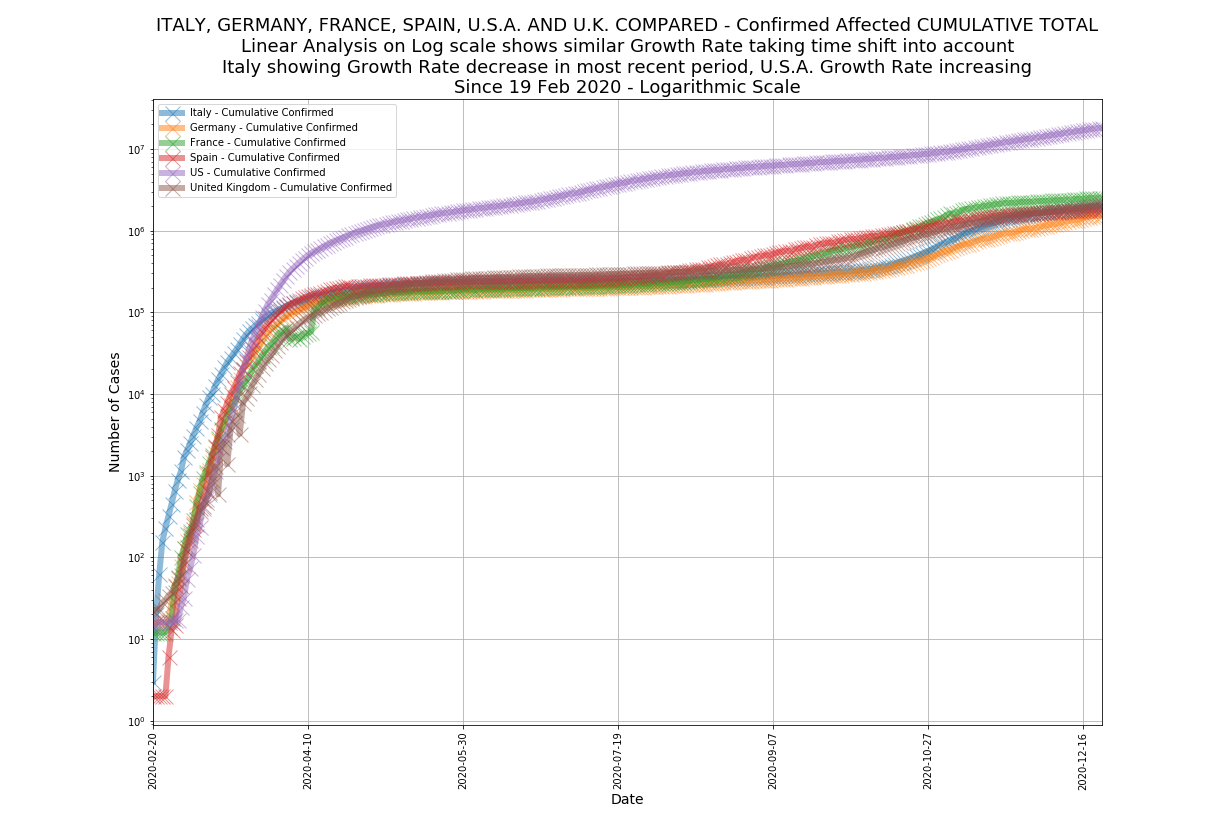 ITALY, GERMANY, FRANCE, SPAIN, U.S.A. AND U.K. COMPARED - Confirmed Affected CUMULATIVE TOTAL
Linear Analysis on Log scale shows similar Growth Rate taking time shift into account
Italy showing Growth Rate decrease in most recent period, U.S.A. Growth Rate increasing
Since 19 Feb 2020 - Logarithmic Scale
Italy - Cumulative Confirmed
Germany - Cumulative Confirmed
France - Cumulative Confirmed
Spain - Cumulative Confirmed
US - Cumulative Confirmed
United Kingdom - Cumulative Confirmed
Number of Cases
10⁷
10⁶
10⁵
10⁴
10³
10²
10¹
10⁰
2020-02-20
2020-04-10
2020-05-30
2020-07-19
2020-09-07
2020-10-27
2020-12-16
Date